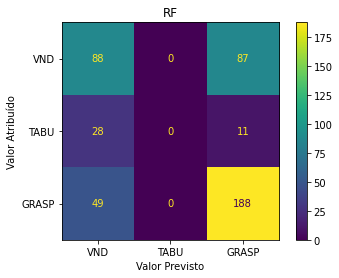 RF
VND 88 0 87
TABU 28 0 11
GRASP 49 0 188
VND TABU GRASP
Valor Previsto
Valor Atribuído
175
150
125
100
75
50
25
0